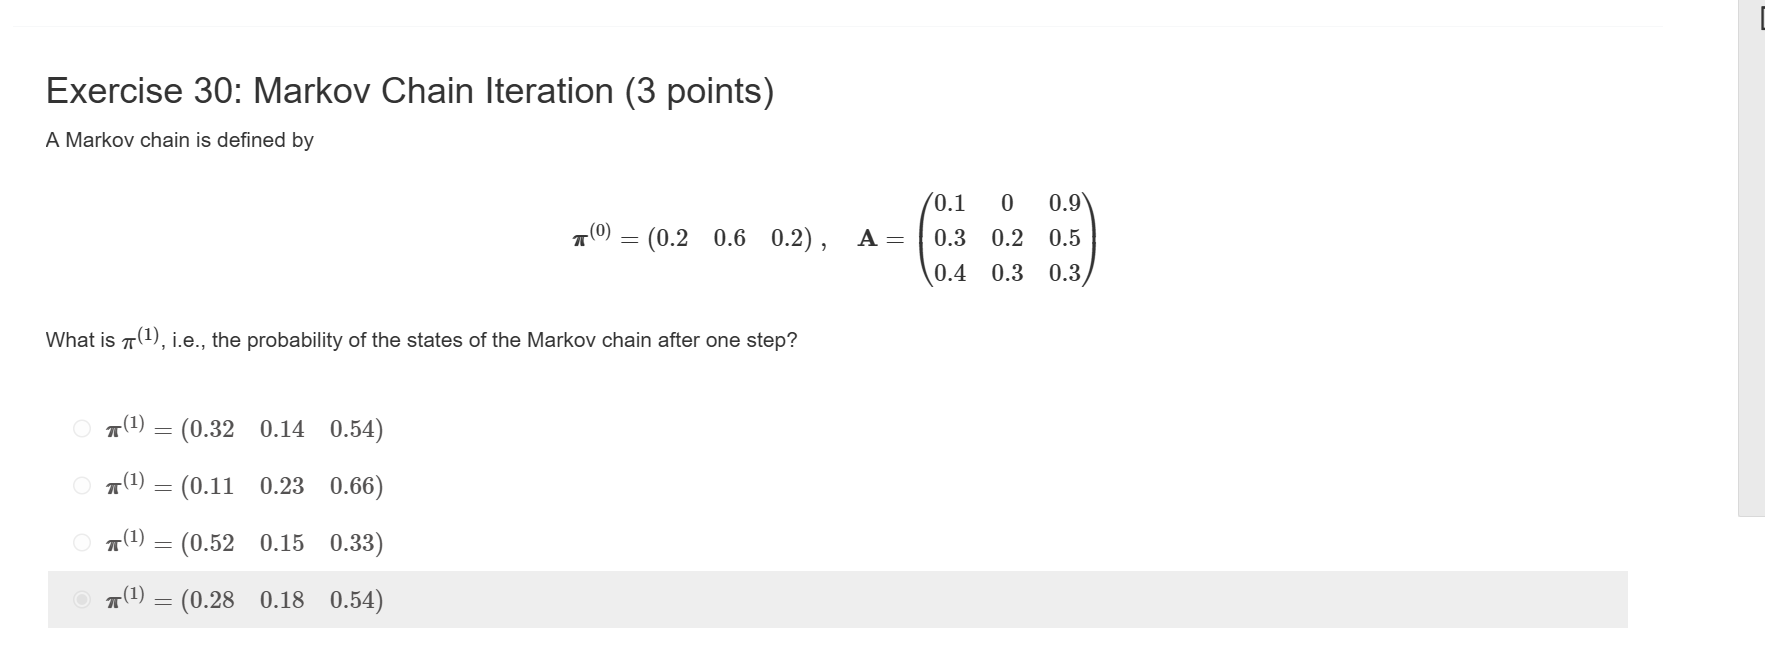 Exercise 30: Markov Chain Iteration (3 points)
A Markov chain is defined by
π^(0) = (0.2 0.6 0.2), A = (0.1 0 0.9
0.3 0.2 0.5
0.4 0.3 0.3)
What is π^(1), i.e., the probability of the states of the Markov chain after one step?
π^(1) = (0.32 0.14 0.54)
π^(1) = (0.11 0.23 0.66)
π^(1) = (0.52 0.15 0.33)
π^(1) = (0.28 0.18 0.54)